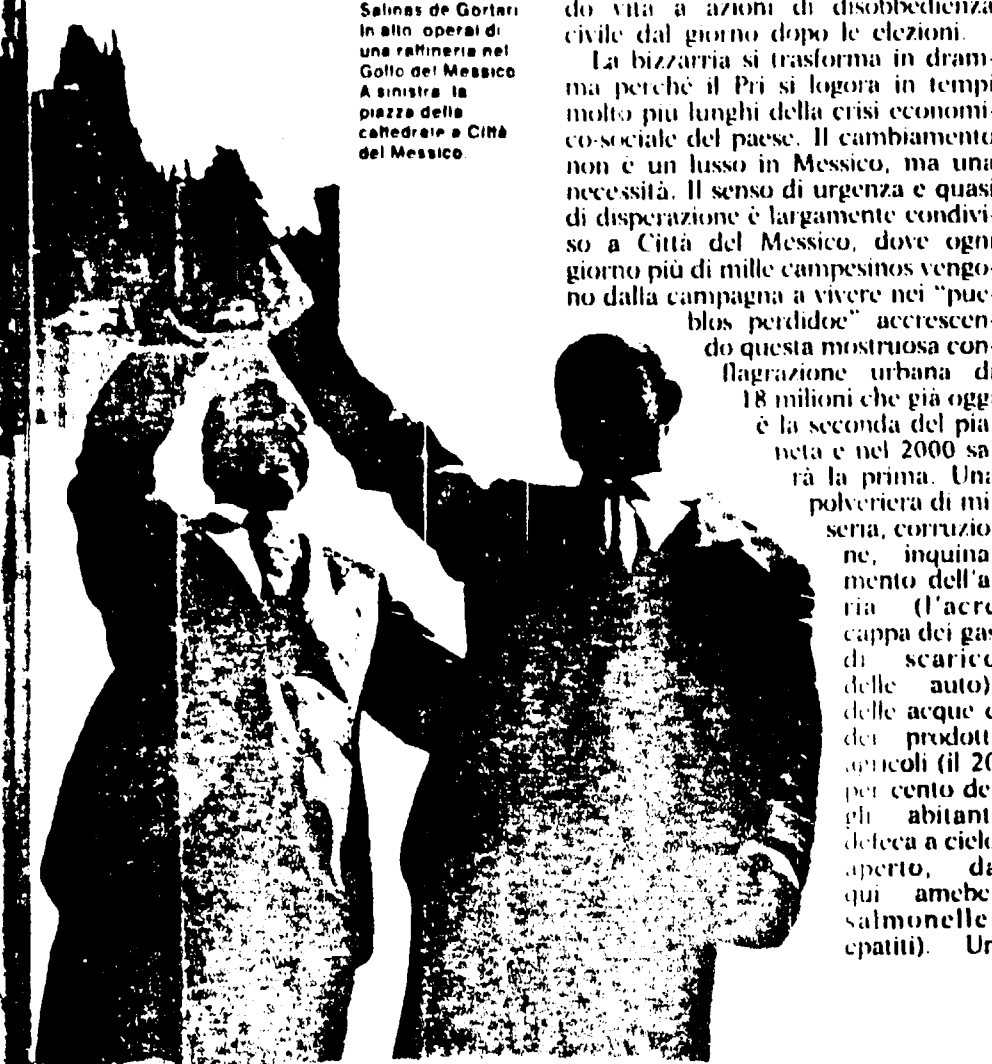 Salinas de Gortari
In alto operai di
una raffineria nel
Golfo del Messico
A sinistra la
piazza della
cattedrale a Città
del Messico.
do vita a azioni di disobbedienza
civile dal giorno dopo le elezioni.
La bizzarria si trasforma in dram-
ma perché il Pri si logora in tempi
molto più lunghi della crisi economi-
co-sociale del paese. Il cambiamento
non è un lusso in Messico, ma una
necessità. Il senso di urgenza e quasi
di disperazione è largamente condivi-
so a Città del Messico, dove ogni
giorno più di mille campesinos vengo-
no dalla campagna a vivere nei "pue-
blos perdidoe" accrescen-
do questa mostruosa con-
flagrazione urbana di
18 milioni che già oggi
è la seconda del pia
neta e nel 2000 sa
rà la prima. Una
polveriera di mi
seria, corruzio
ne, inquina
mento dell'a
ria (l'acre
cappa dei gas
di scarico
delle auto)
delle acque e
dei prodotti
agricoli (il 20
per cento de
gli abitanti
defeca a cielo
aperto, da
qui amebe
salmonelle
epatiti). Un